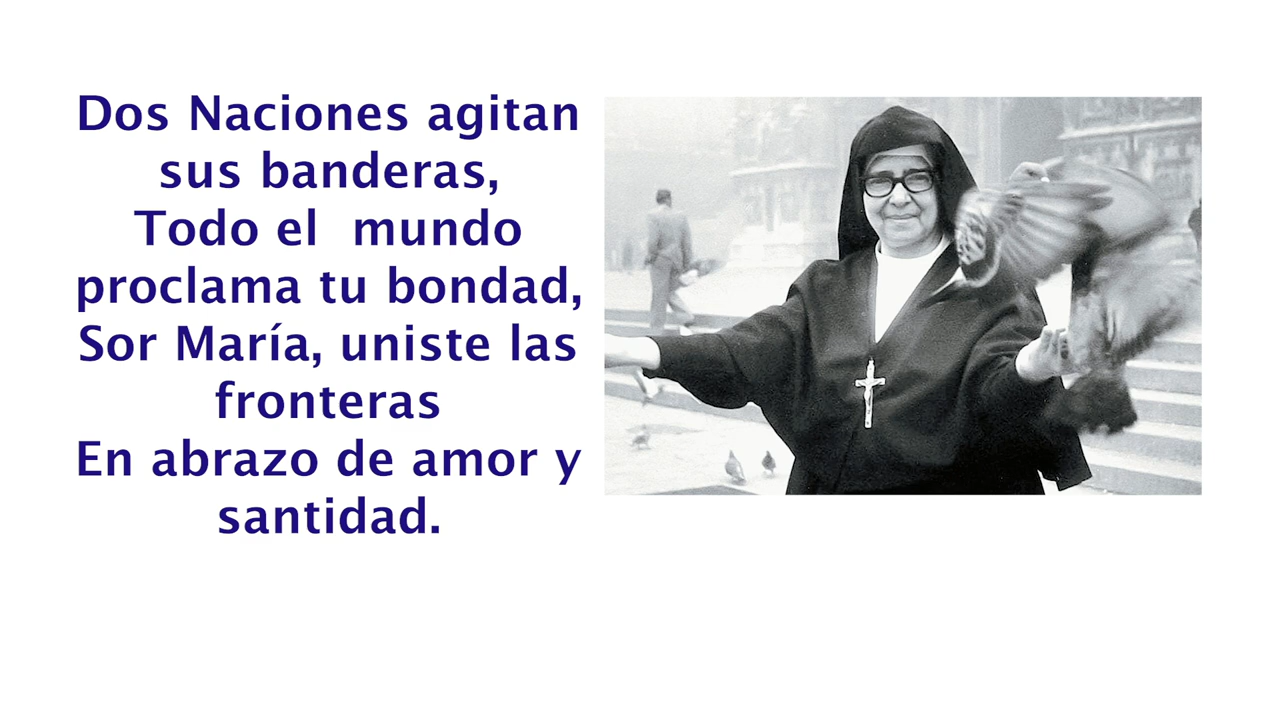 Dos Naciones agitan
sus banderas,
Todo el  mundo
proclama tu bondad,
Sor María, uniste las
fronteras
En abrazo de amor y
santidad.